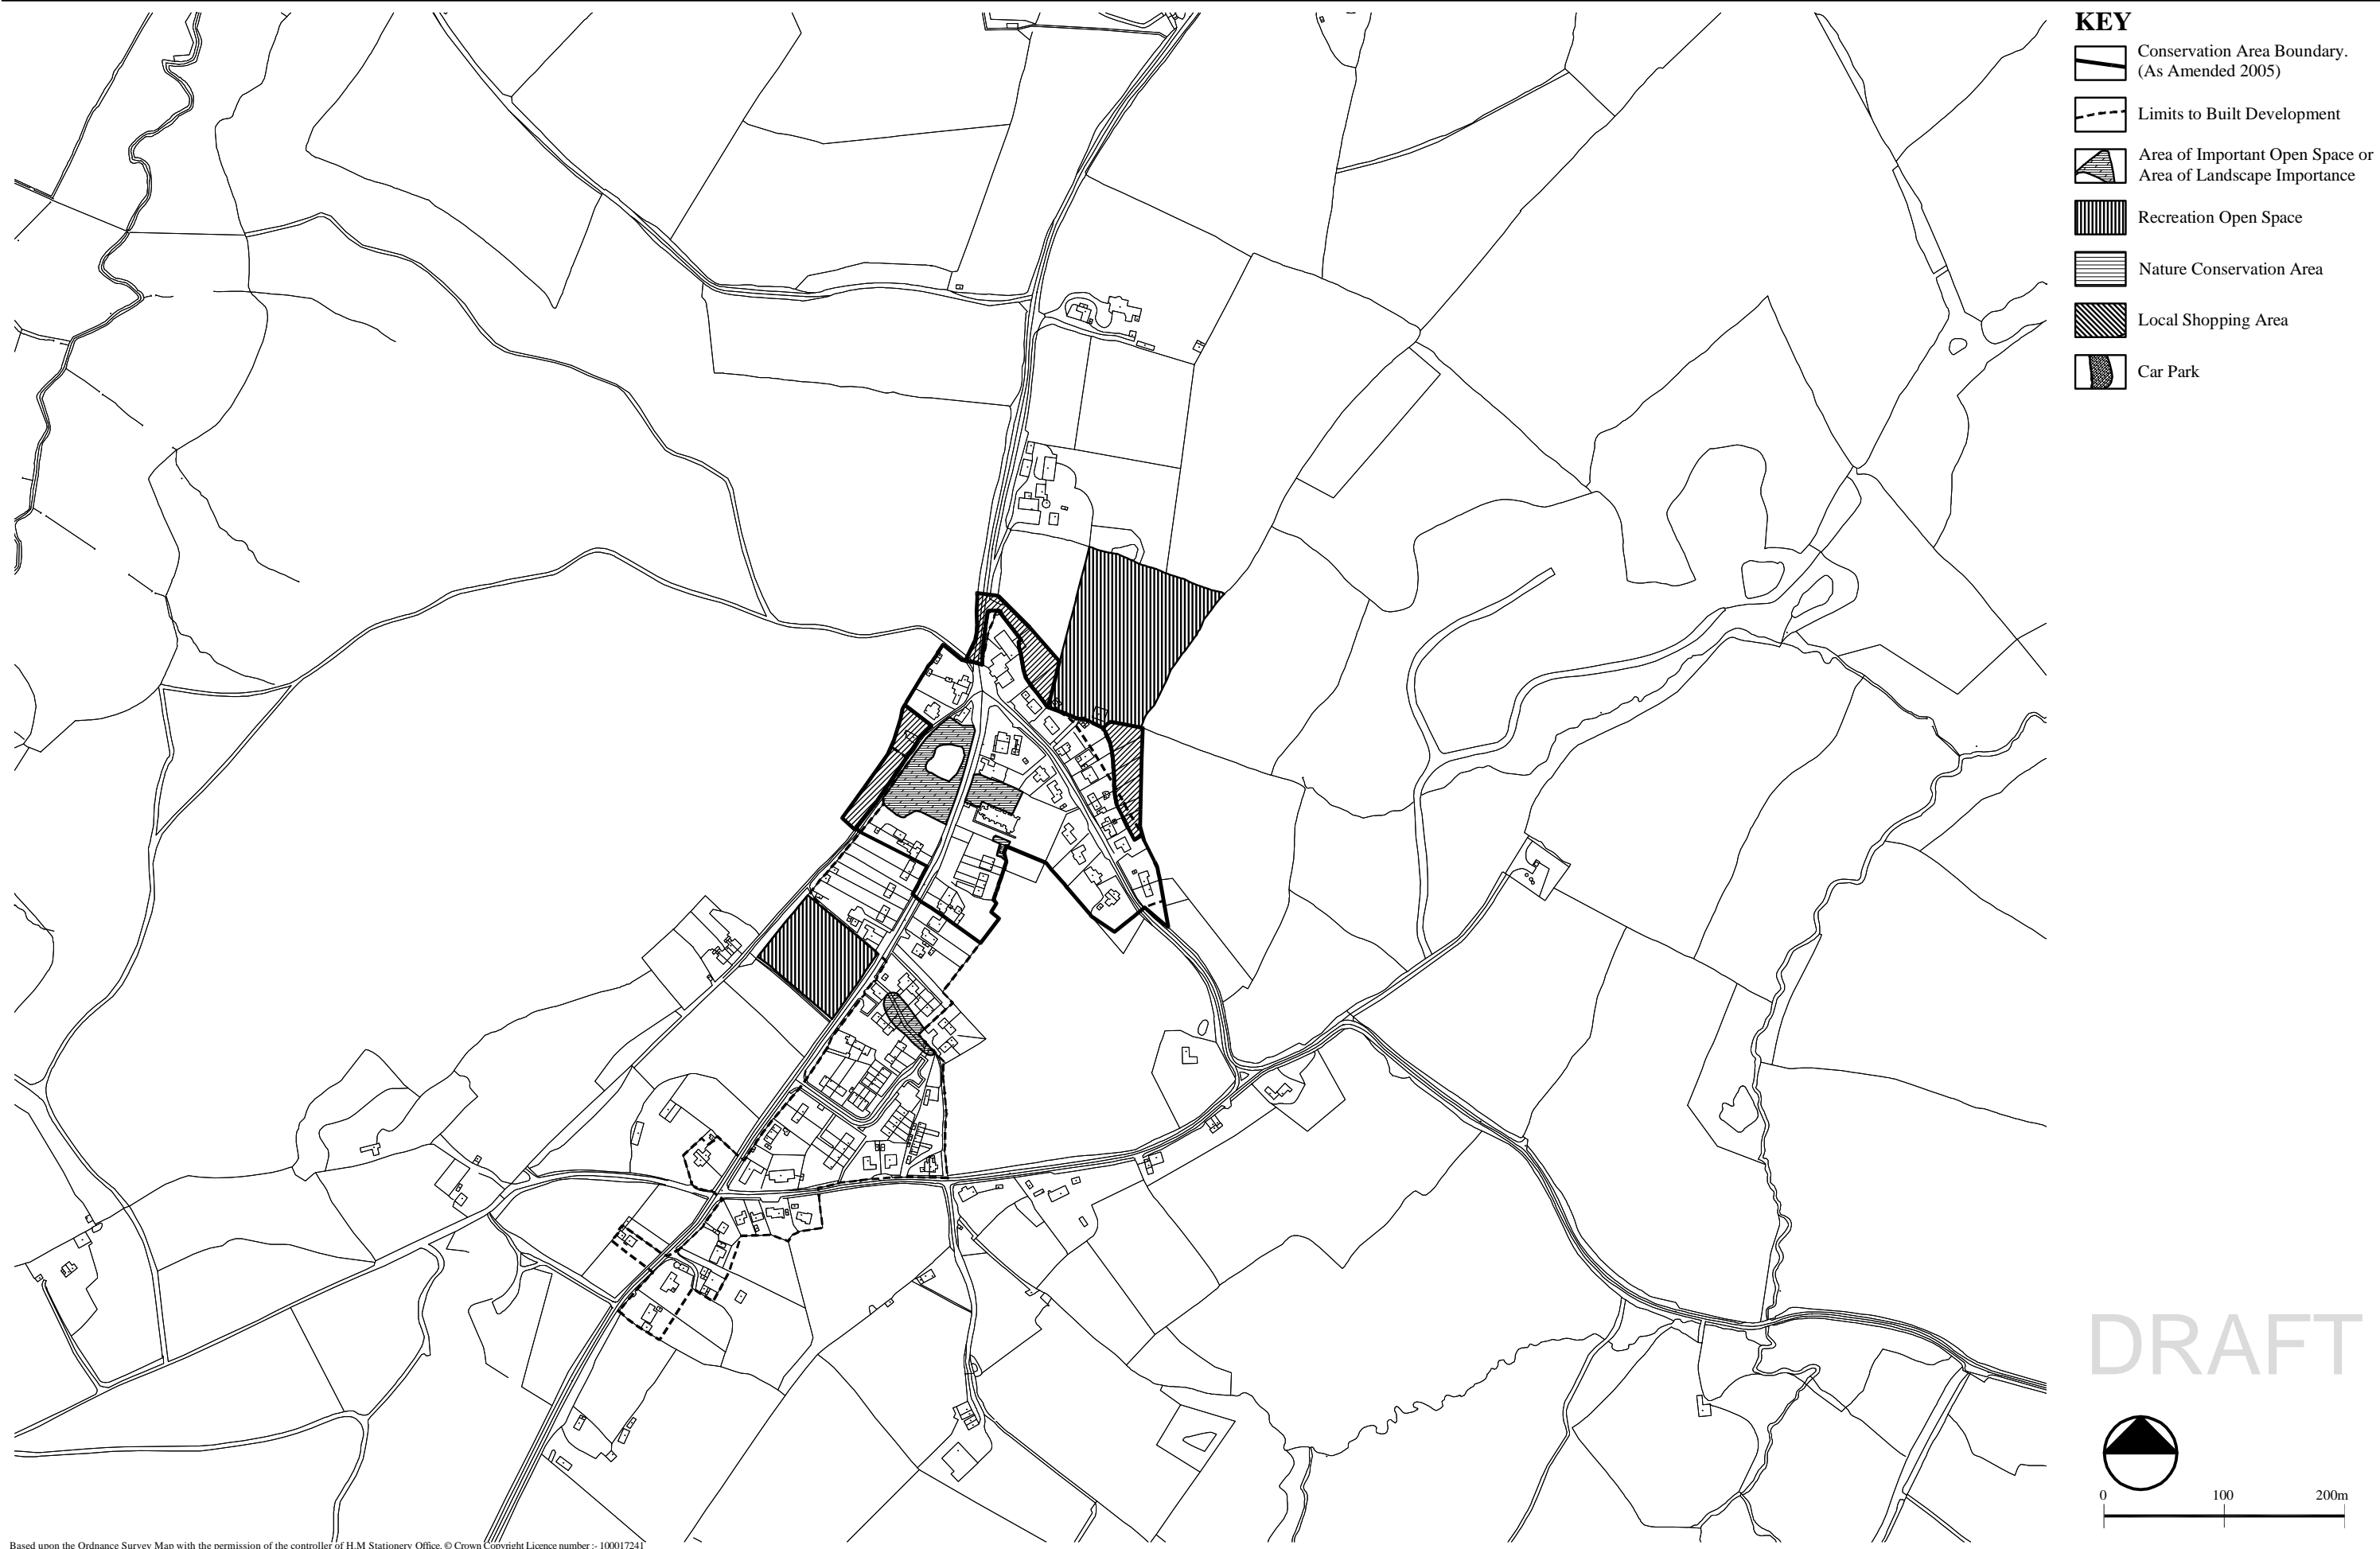 KEY
Conservation Area Boundary.
(As Amended 2005)
Limits to Built Development
Area of Important Open Space or
Area of Landscape Importance
Recreation Open Space
Nature Conservation Area
Local Shopping Area
Car Park
DRAFT
0 100 200m
Based upon the Ordnance Survey Map with the permission of the controller of H.M Stationery Office. © Crown Copyright Licence number :- 100017241